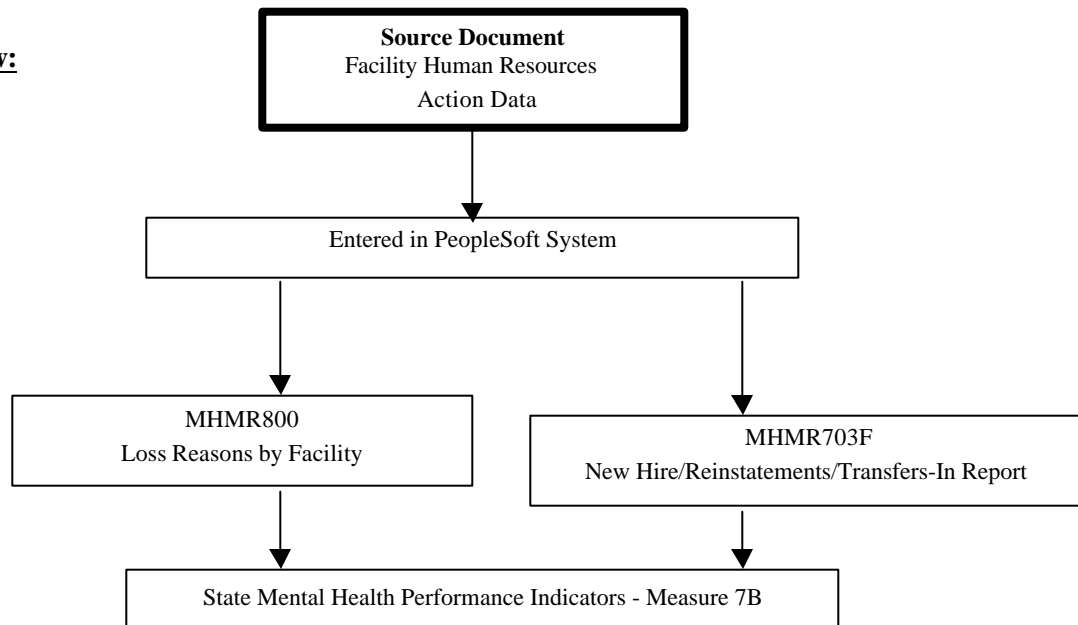 Source Document
Facility Human Resources
Action Data
Entered in PeopleSoft System
MHMR800
Loss Reasons by Facility
MHMR703F
New Hire/Reinstatements/Transfers-In Report
State Mental Health Performance Indicators - Measure 7B